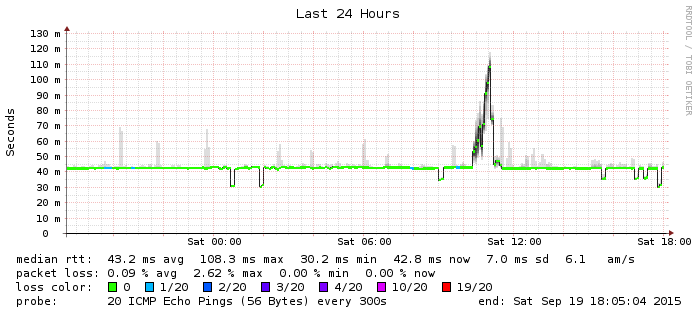 Last 24 Hours
RRDTOOL / TOBI OETIKER
Seconds
130 m
120 m
110 m
100 m
90 m
80 m
70 m
60 m
50 m
40 m
30 m
20 m
10 m
0
Sat 00:00 Sat 06:00 Sat 12:00 Sat 18:00
median rtt: 43.2 ms avg 108.3 ms max 30.2 ms min 42.8 ms now 7.0 ms sd 6.1 am/s
packet loss: 0.09 % avg 2.62 % max 0.00 % min 0.00 % now
loss color: 0 1/20 2/20 3/20 4/20 10/20 19/20
probe: 20 ICMP Echo Pings (56 Bytes) every 300s end: Sat Sep 19 18:05:04 2015